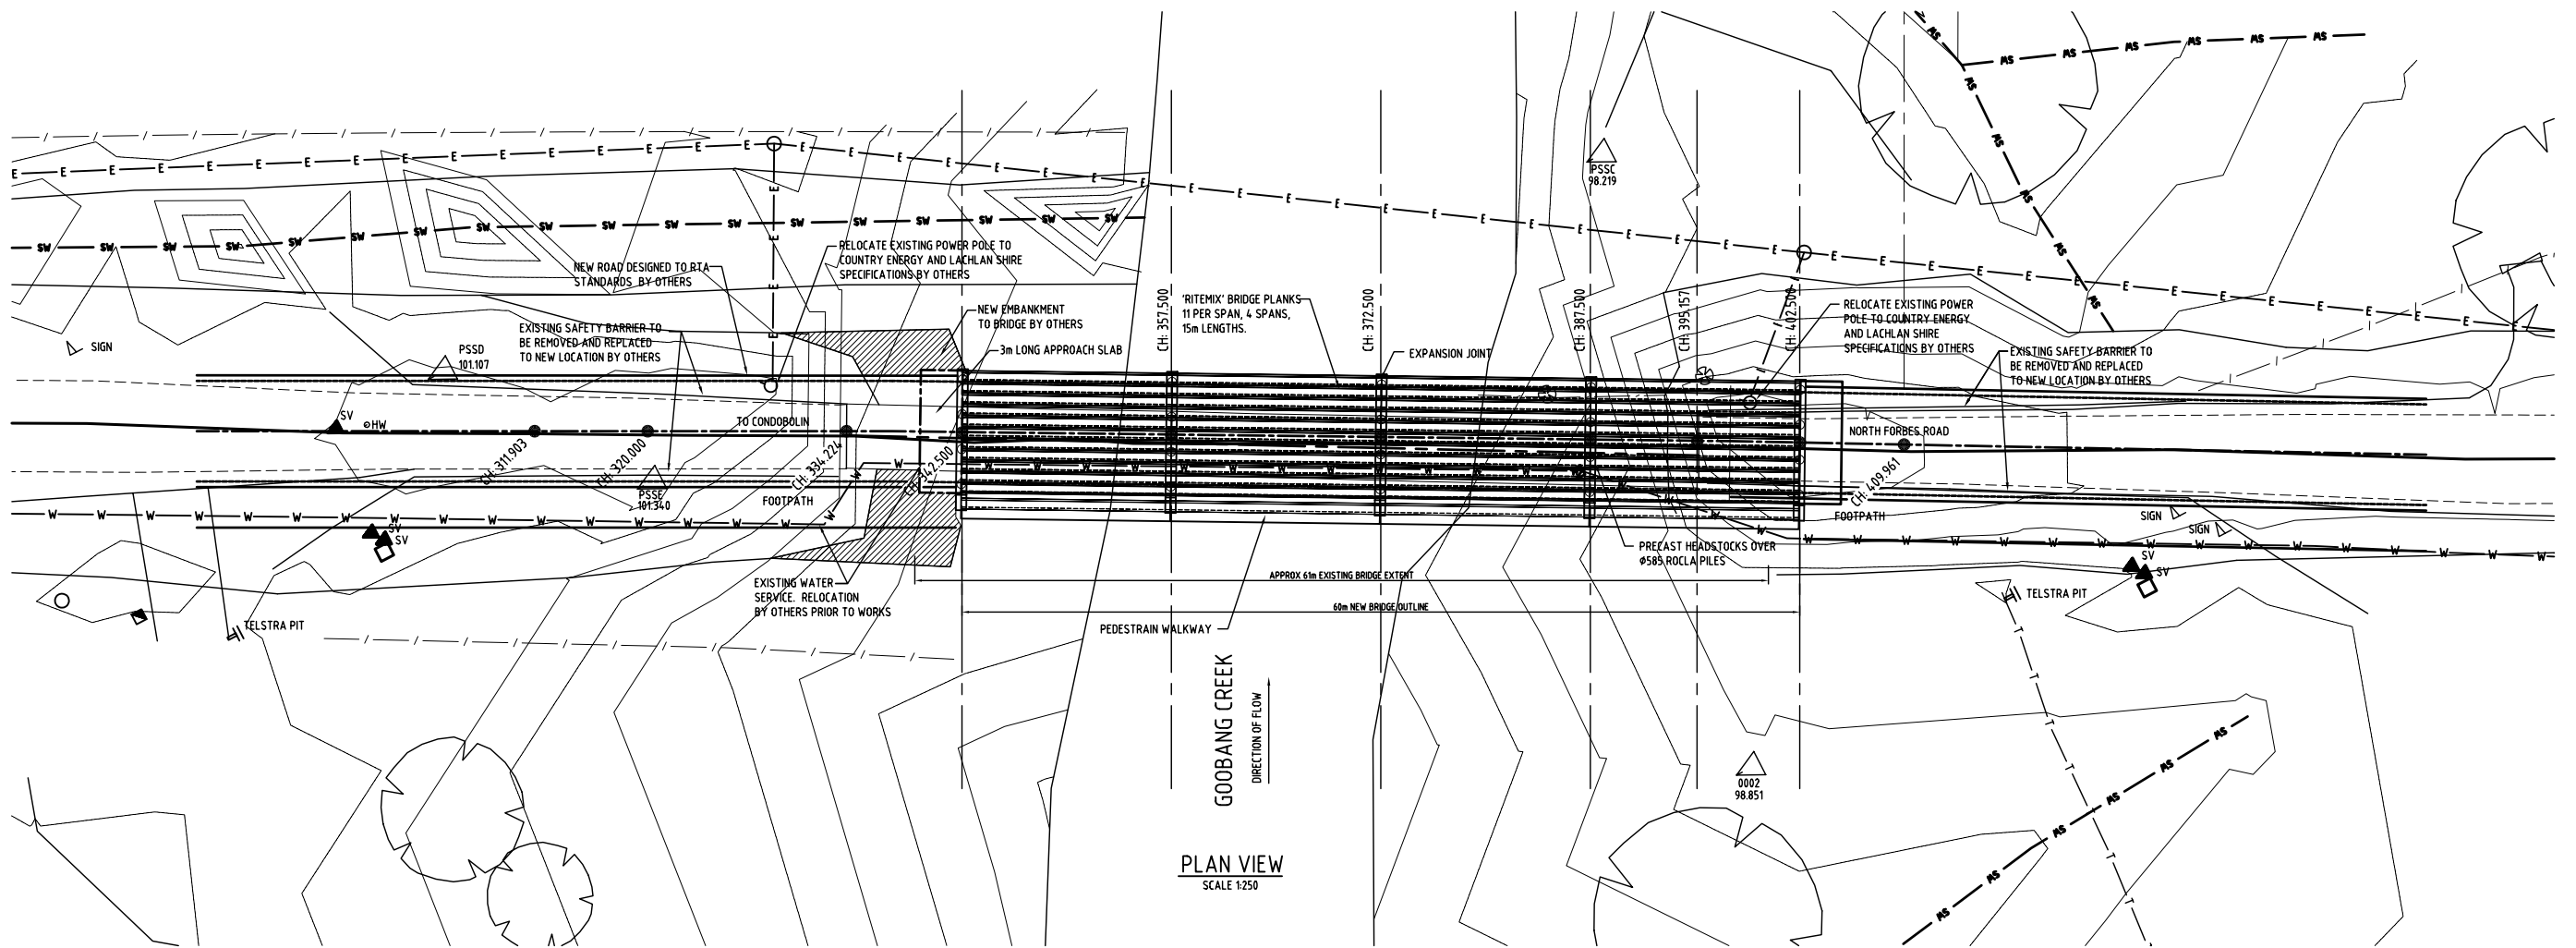 PSSC
98.219
RELOCATE EXISTING POWER POLE TO
COUNTRY ENERGY AND LACHLAN SHIRE
SPECIFICATIONS BY OTHERS
NEW ROAD DESIGNED TO RTA
STANDARDS BY OTHERS
'RITEMIX' BRIDGE PLANKS
11 PER SPAN, 4 SPANS,
15m LENGTHS.
NEW EMBANKMENT
TO BRIDGE BY OTHERS
CH: 357.500
CH: 372.500
CH: 387.500
CH: 395.157
CH: 402.500
RELOCATE EXISTING POWER
POLE TO COUNTRY ENERGY
AND LACHLAN SHIRE
SPECIFICATIONS BY OTHERS
EXISTING SAFETY BARRIER TO
BE REMOVED AND REPLACED
TO NEW LOCATION BY OTHERS
SIGN
PSSD
101.107
3m LONG APPROACH SLAB
EXPANSION JOINT
EXISTING SAFETY BARRIER TO
BE REMOVED AND REPLACED
TO NEW LOCATION BY OTHERS
SV
HW
TO CONDOBOLIN
NORTH FORBES ROAD
CH: 311.903
CH: 320.000
CH: 334.224
CH: 342.500
CH: 409.961
PSSE
101.340
FOOTPATH
FOOTPATH
SIGN
SIGN
SV
SV
SV
SV
PRECAST HEADSTOCKS OVER
Ø585 ROCLA PILES
APPROX 61m EXISTING BRIDGE EXTENT
EXISTING WATER
SERVICE. RELOCATION
BY OTHERS PRIOR TO WORKS
60m NEW BRIDGE OUTLINE
TELSTRA PIT
TELSTRA PIT
PEDESTRAIN WALKWAY
GOOBANG CREEK
DIRECTION OF FLOW
0002
98.851
PLAN VIEW
SCALE 1:250